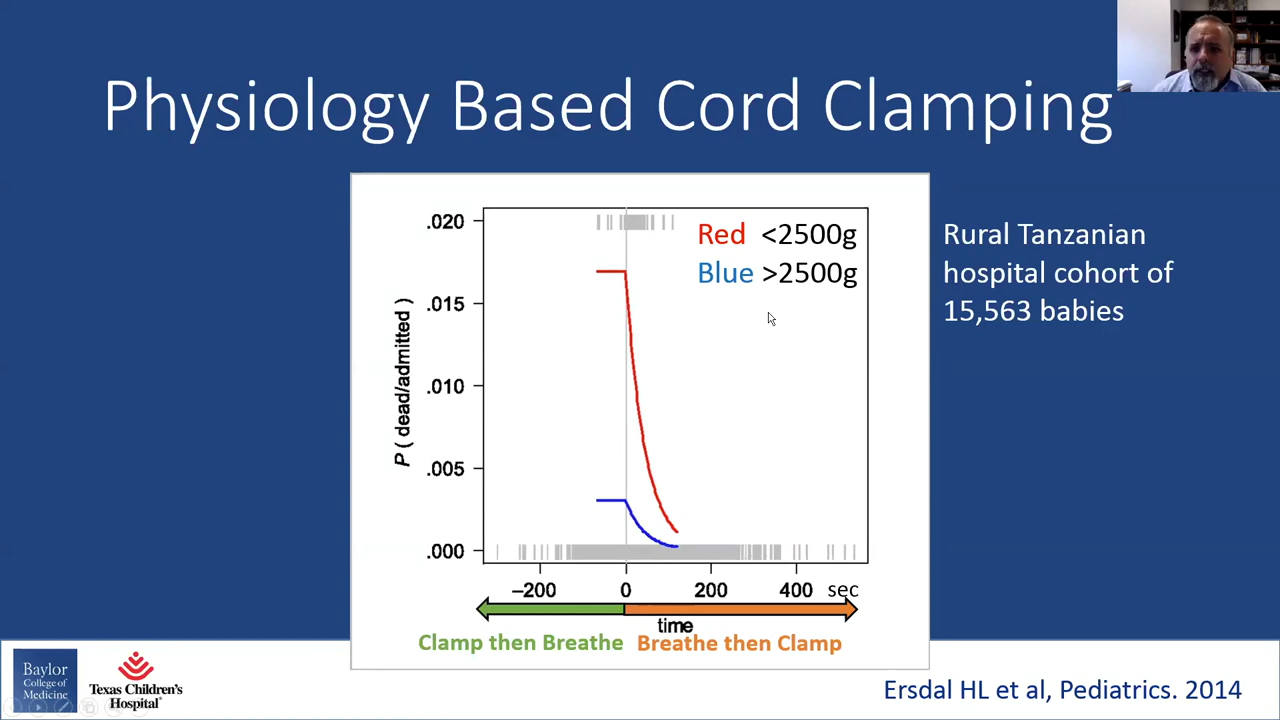 Physiology Based Cord Clamping
.020
.015
.010
.005
.000
P ( dead/admitted )
Red <2500g
Blue >2500g
–200 0 200 400 sec
time
Clamp then Breathe Breathe then Clamp
Rural Tanzanian
hospital cohort of
15,563 babies
Baylor
College of
Medicine
Texas Children's
Hospital
Ersdal HL et al, Pediatrics. 2014